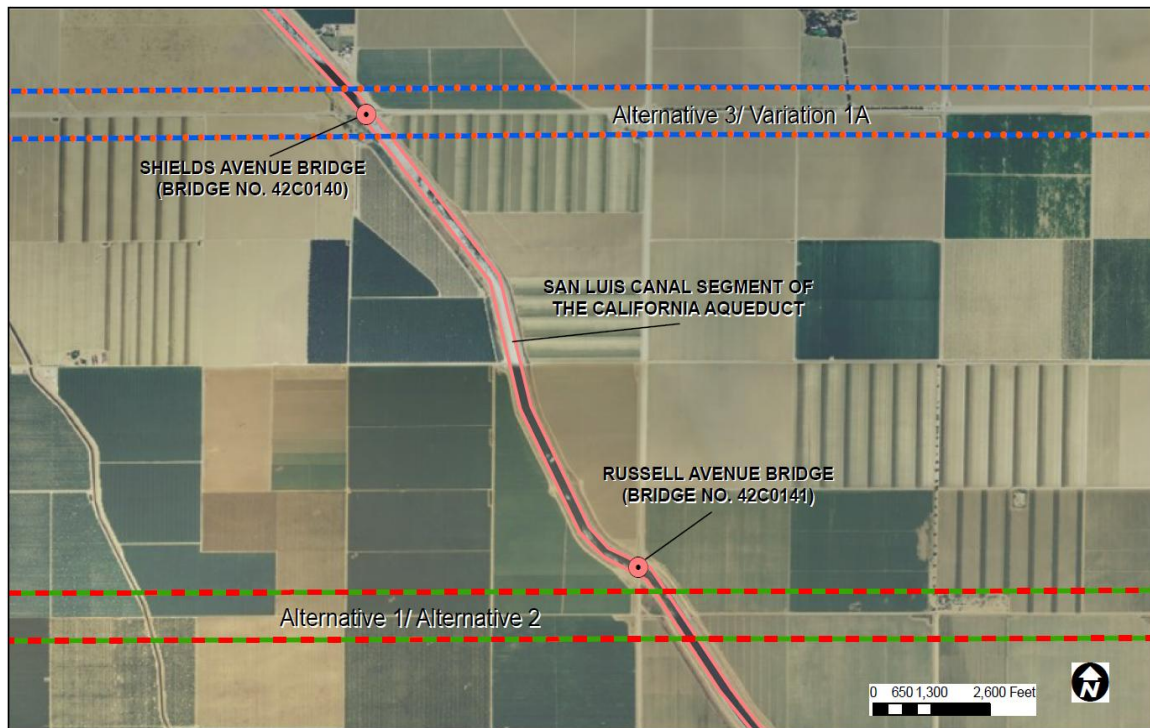 Alternative 3/ Variation 1A
SHIELDS AVENUE BRIDGE
(BRIDGE NO. 42C0140)
SAN LUIS CANAL SEGMENT OF
THE CALIFORNIA AQUEDUCT
RUSSELL AVENUE BRIDGE
(BRIDGE NO. 42C0141)
Alternative 1/ Alternative 2
0 650 1,300 2,600 Feet
N